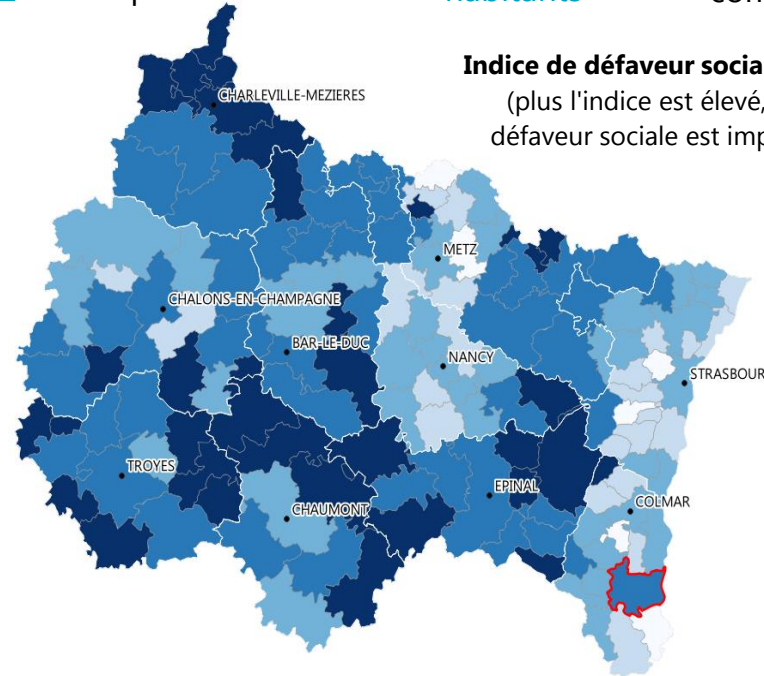 habitants
Indice de défaveur socia
(plus l'indice est élevé,
défaveur sociale est imp
CHARLEVILLE-MEZIERES
METZ
CHALONS-EN-CHAMPAGNE
BAR-LE-DUC
NANCY
STRASBOUR
TROYES
EPINAL
CHAUMONT
COLMAR